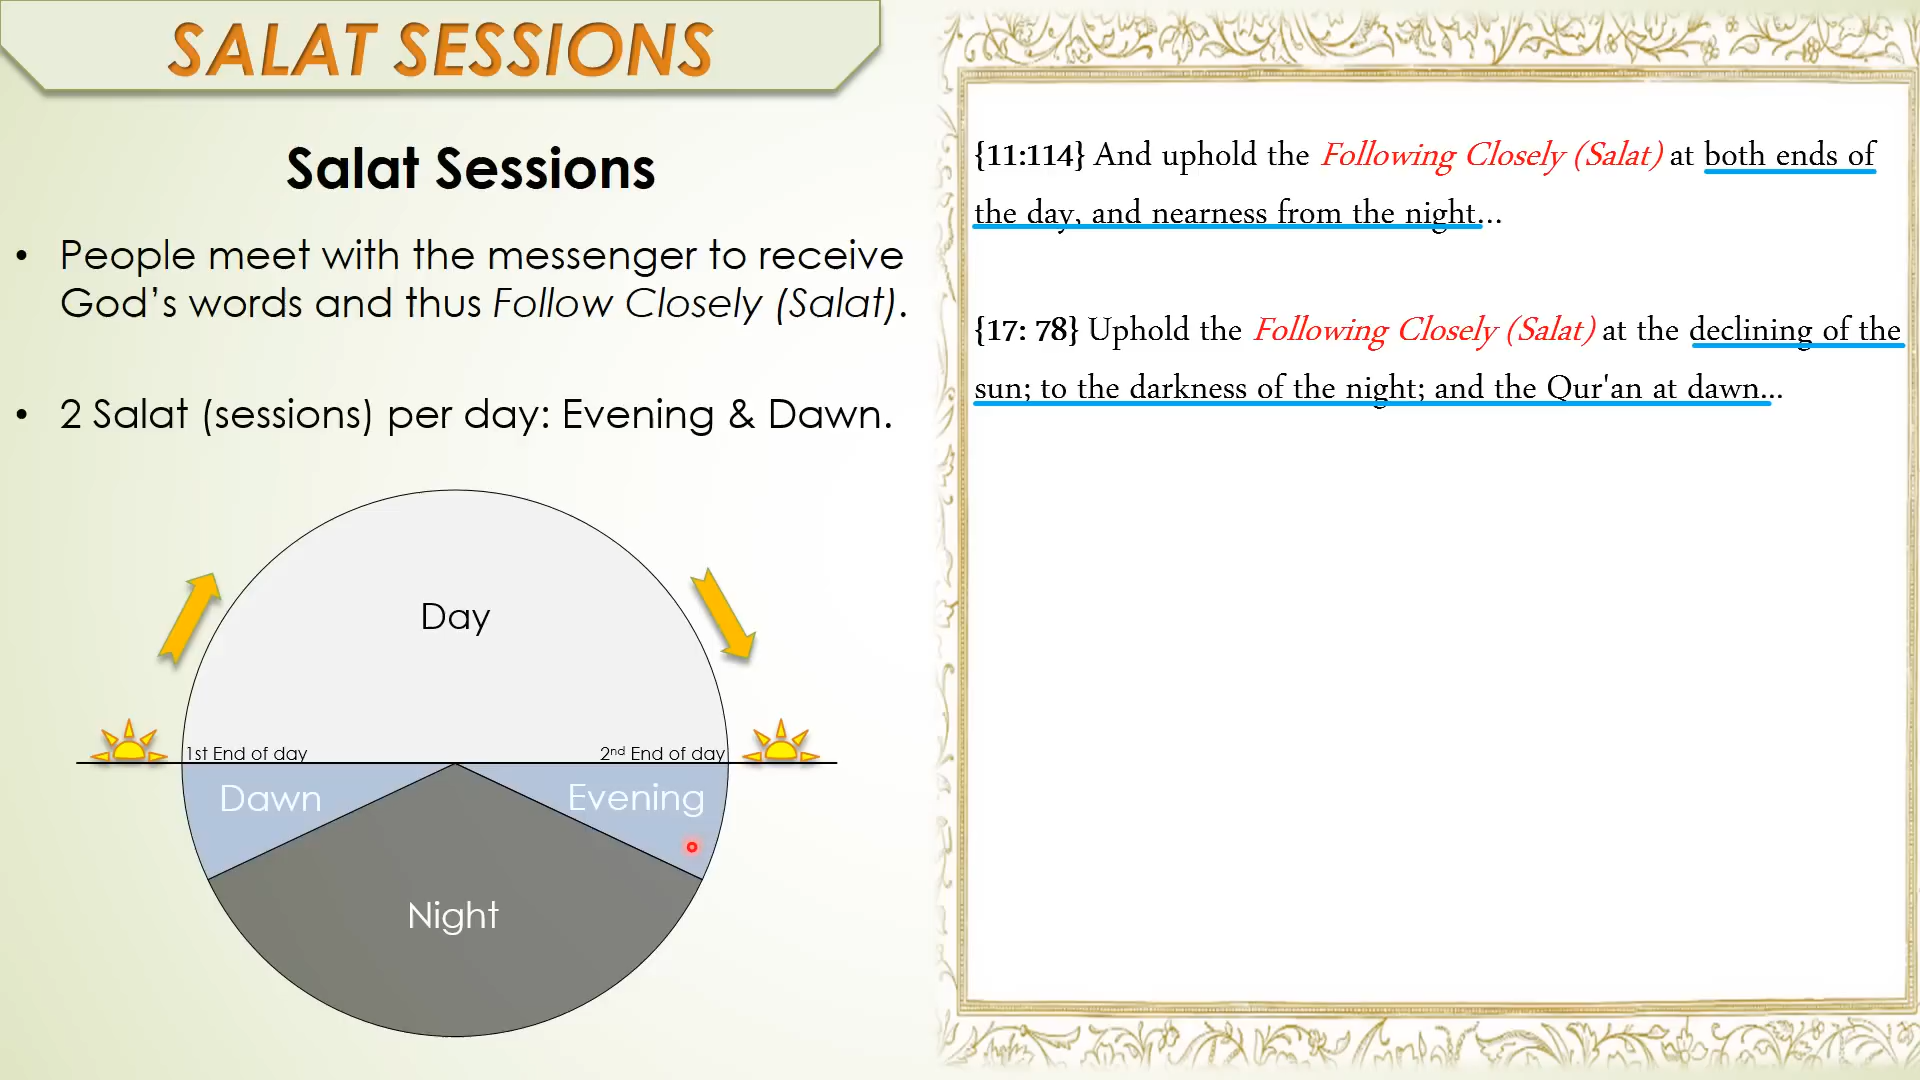 SALAT SESSIONS
Salat Sessions
• People meet with the messenger to receive
God's words and thus Follow Closely (Salat).
• 2 Salat (sessions) per day: Evening & Dawn.
Day
1st End of day
2nd End of day
Dawn
Evening
Night
{11:114} And uphold the Following Closely (Salat) at both ends of
the day, and nearness from the night...
{17: 78} Uphold the Following Closely (Salat) at the declining of the
sun; to the darkness of the night; and the Qur'an at dawn...